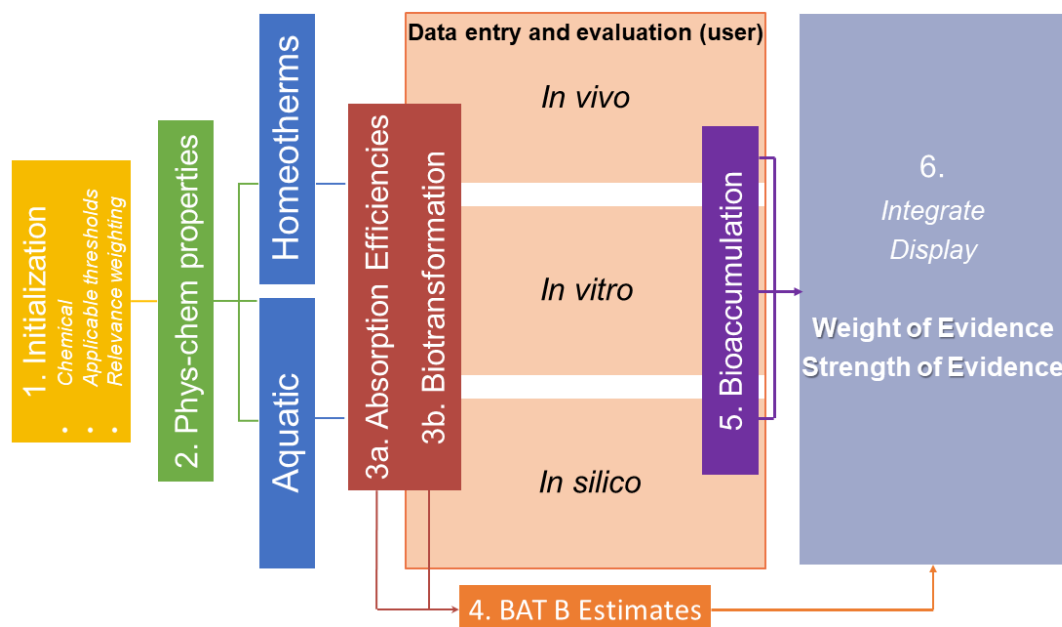 1. Initialization
• Chemical
• Applicable thresholds
• Relevance weighting
2. Phys-chem properties
Homeotherms
Aquatic
3a. Absorption Efficiencies
3b. Biotransformation
Data entry and evaluation (user)
In vivo
In vitro
In silico
4. BAT B Estimates
5. Bioaccumulation
6.
Integrate
Display
Weight of Evidence
Strength of Evidence